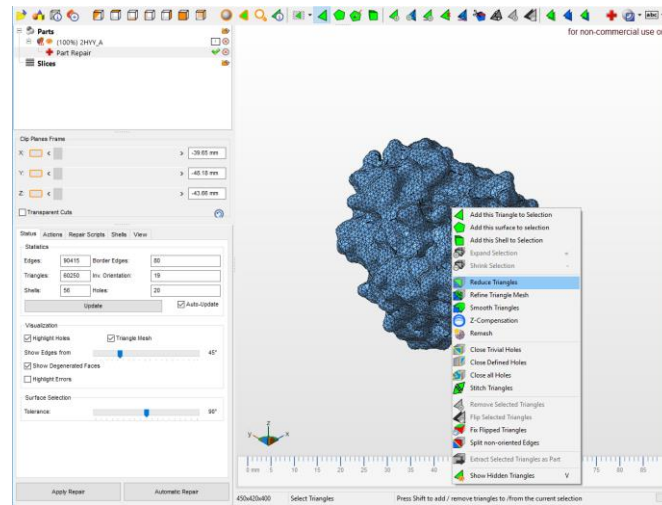 for non-commercial use o
Parts
(100%) 2HYY_A
Part Repair
Slices
Clip Planes Frame
X: < > -39.65 mm
Y: < > -46.18 mm
Z: < > -43.66 mm
Transparent Cuts
Status Actions Repair Scripts Shells View
Statistics
Edges: 90415 Border Edges: 80
Triangles: 60250 Inv. Orientation: 19
Shells: 56 Holes: 20
Update Auto-Update
Visualization
Highlight Holes Triangle Mesh
Show Edges from 45°
Show Degenerated Faces
Highlight Errors
Surface Selection
Tolerance: 90°
Apply Repair Automatic Repair
Add this Triangle to Selection
Add this surface to selection
Add this Shell to Selection
Expand Selection +
Shrink Selection -
Reduce Triangles
Refine Triangle Mesh
Smooth Triangles
Z-Compensation
Remesh
Close Trivial Holes
Close Defined Holes
Close all Holes
Stitch Triangles
Remove Selected Triangles
Flip Selected Triangles
Fix Flipped Triangles
Split non-oriented Edges
Extract Selected Triangles as Part
Show Hidden Triangles V
z
y x
0 mm 5 10 15 20 25 30 35 40 75 80 85
450x420x400 Select Triangles Press Shift to add / remove triangles to /from the current selection